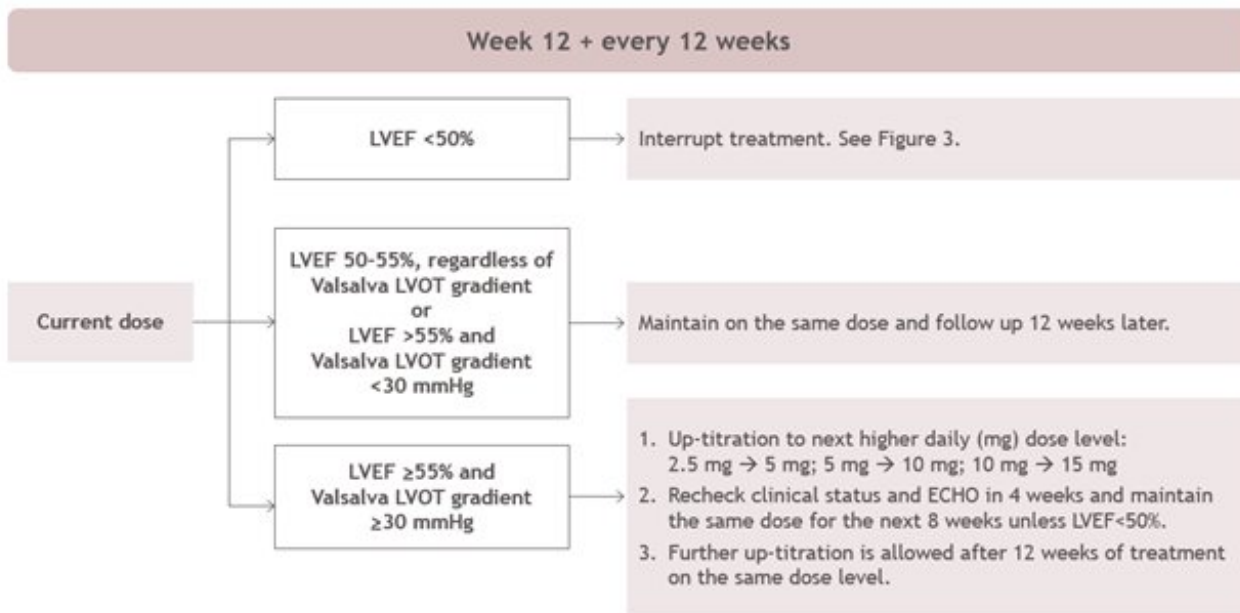 Week 12 + every 12 weeks
Current dose
LVEF <50%
Interrupt treatment. See Figure 3.
LVEF 50-55%, regardless of
Valsalva LVOT gradient
or
LVEF >55% and
Valsalva LVOT gradient
<30 mmHg
Maintain on the same dose and follow up 12 weeks later.
LVEF ≥55% and
Valsalva LVOT gradient
≥30 mmHg
1. Up-titration to next higher daily (mg) dose level:
2.5 mg → 5 mg; 5 mg → 10 mg; 10 mg → 15 mg
2. Recheck clinical status and ECHO in 4 weeks and maintain
the same dose for the next 8 weeks unless LVEF<50%.
3. Further up-titration is allowed after 12 weeks of treatment
on the same dose level.